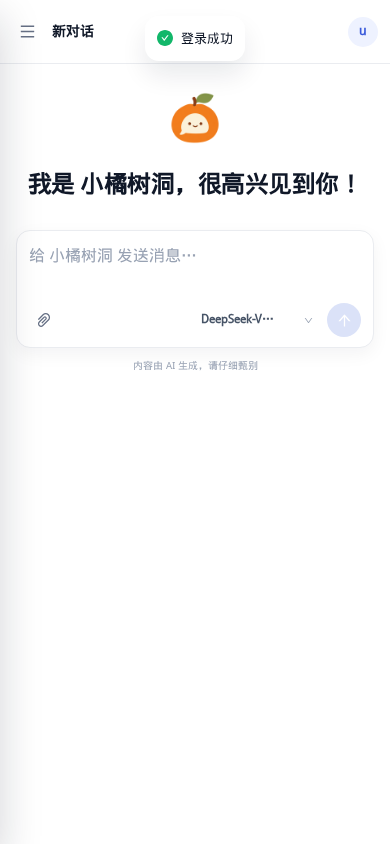 新对话
登录成功
u
我是 小橘树洞，很高兴见到你！
给 小橘树洞 发送消息…
DeepSeek-V…
内容由 AI 生成，请仔细甄别